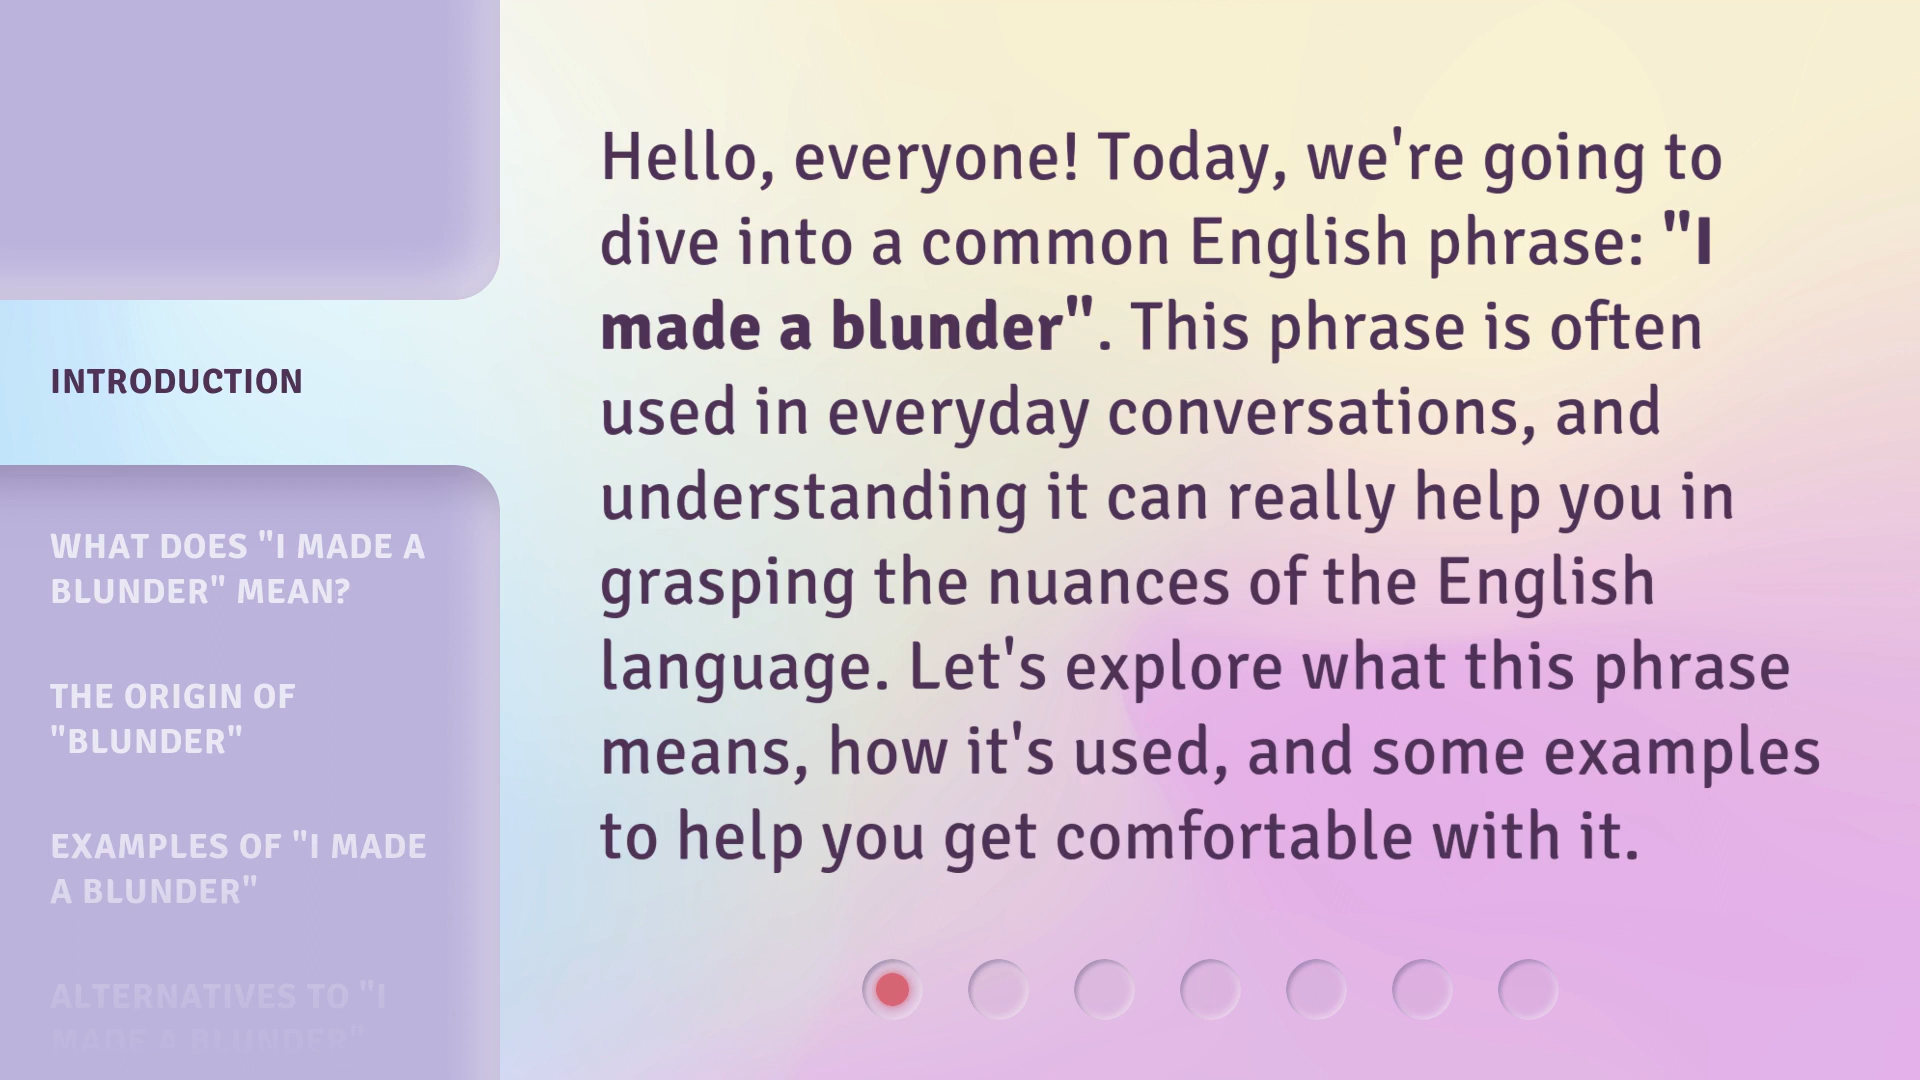 INTRODUCTION
WHAT DOES "I MADE A
BLUNDER" MEAN?
THE ORIGIN OF
"BLUNDER"
EXAMPLES OF "I MADE
A BLUNDER"
ALTERNATIVES TO "I
MADE A BLUNDER"
Hello, everyone! Today, we're going to
dive into a common English phrase: "I
made a blunder". This phrase is often
used in everyday conversations, and
understanding it can really help you in
grasping the nuances of the English
language. Let's explore what this phrase
means, how it's used, and some examples
to help you get comfortable with it.